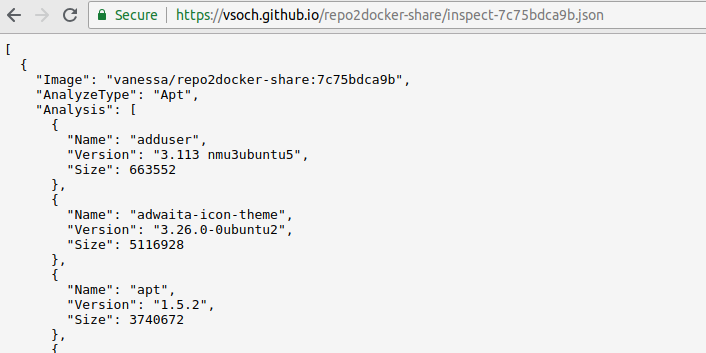 Secure https://vsoch.github.io/repo2docker-share/inspect-7c75bdca9b.json
[
  {
    "Image": "vanessa/repo2docker-share:7c75bdca9b",
    "AnalyzeType": "Apt",
    "Analysis": [
      {
        "Name": "adduser",
        "Version": "3.113 nmu3ubuntu5",
        "Size": 663552
      },
      {
        "Name": "adwaita-icon-theme",
        "Version": "3.26.0-0ubuntu2",
        "Size": 5116928
      },
      {
        "Name": "apt",
        "Version": "1.5.2",
        "Size": 3740672
      },
      {